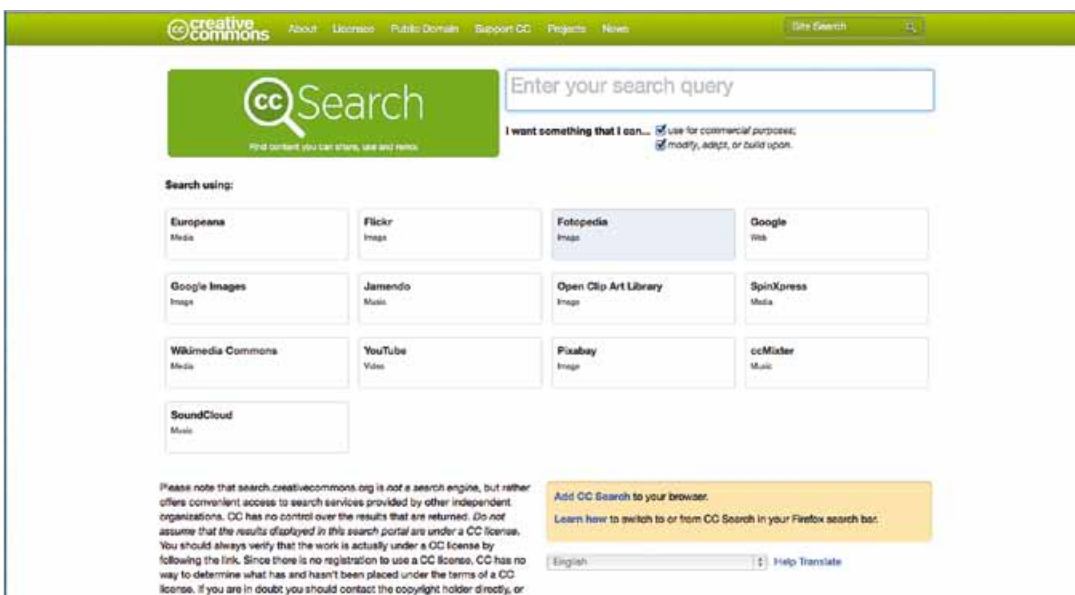 cc creative commons About Licenses Public Domain Support CC Projects News Site Search
cc Search
Find content you can share, use and remix.
Enter your search query
I want something that I can... use for commercial purposes;
modify, adapt, or build upon.
Search using:
Europeana Flickr Fotopedia Google
Media Image Image Web
Google Images Jamendo Open Clip Art Library SpinXpress
Image Music Image Media
Wikimedia Commons YouTube Pixabay ccMixter
Media Video Image Music
SoundCloud
Music
Please note that search.creativecommons.org is not a search engine, but rather
offers convenient access to search services provided by other independent
organizations. CC has no control over the results that are returned. Do not
assume that the results displayed in this search portal are under a CC license.
You should always verify that the work is actually under a CC license by
following the link. Since there is no registration to use a CC license, CC has no
way to determine what has and hasn't been placed under the terms of a CC
license. If you are in doubt you should contact the copyright holder directly, or
Add CC Search to your browser.
Learn how to switch to or from CC Search in your Firefox search bar.
English Help Translate